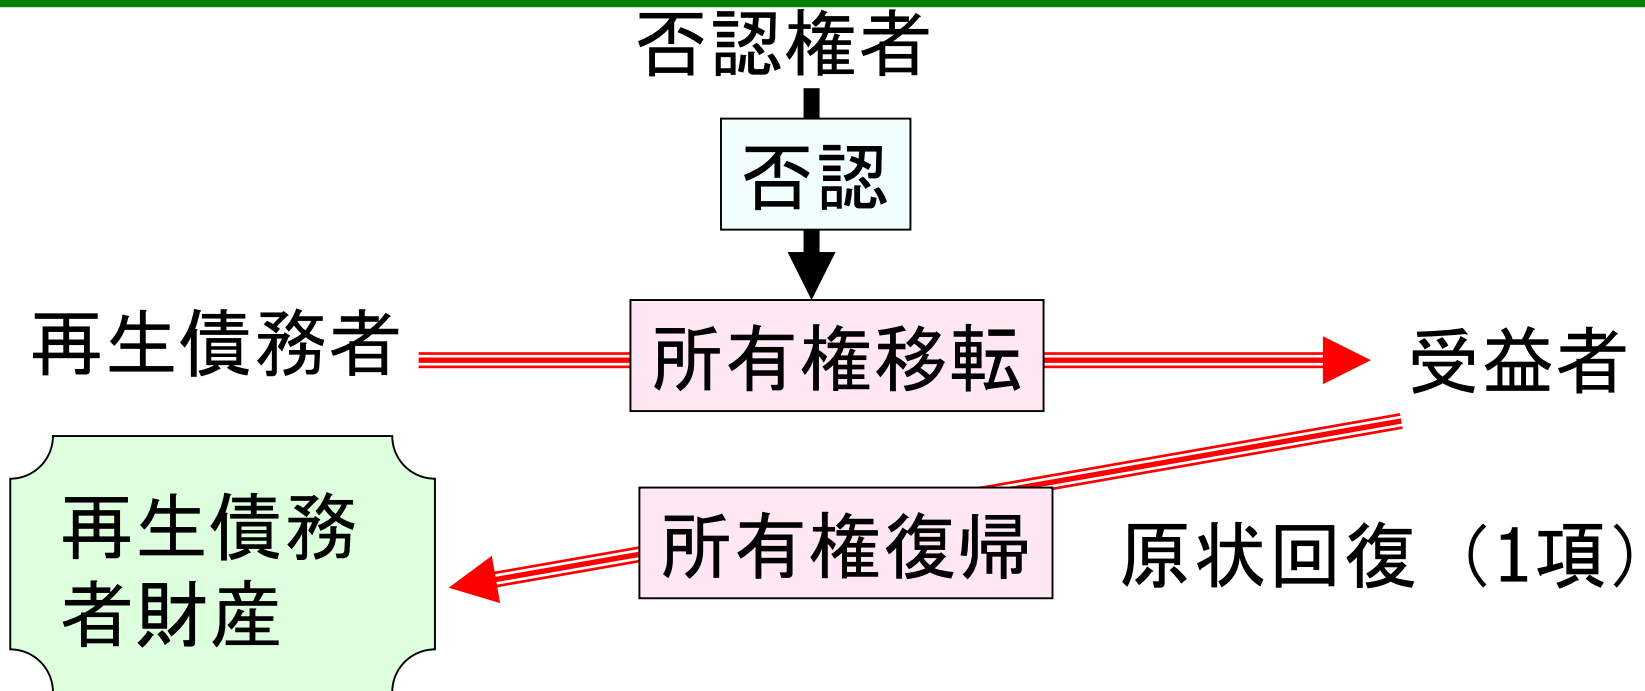 否認権者
否認
再生債務者
所有権移転
受益者
再生債務
者財産
所有権復帰
原状回復（1項）